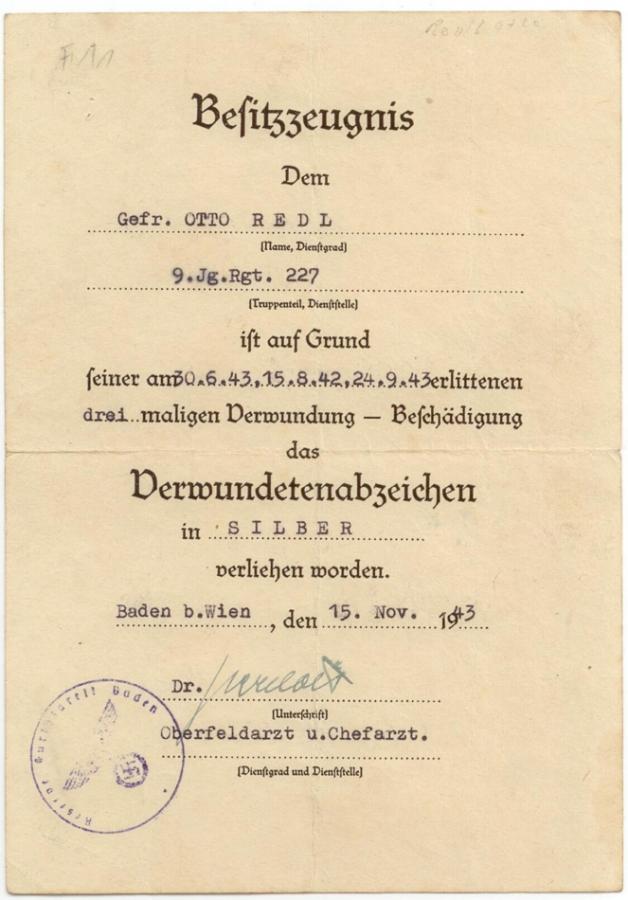 Besitzzeugnis
Dem
Gefr. OTTO R E D L
(Name, Dienstgrad)
9.Jg.Rgt. 227
(Truppenteil, Dienststelle)
ist auf Grund
seiner am 30.6.43.,15.8.42,24.9.43 erlittenen
drei maligen Verwundung — Beschädigung
das
Verwundetenabzeichen
in S I L B E R
verliehen worden.
Baden b.Wien, den 15. Nov. 1943
Dr.
(Unterschrift)
Oberfeldarzt u.Chefarzt.
(Dienstgrad und Dienststelle)
Baden